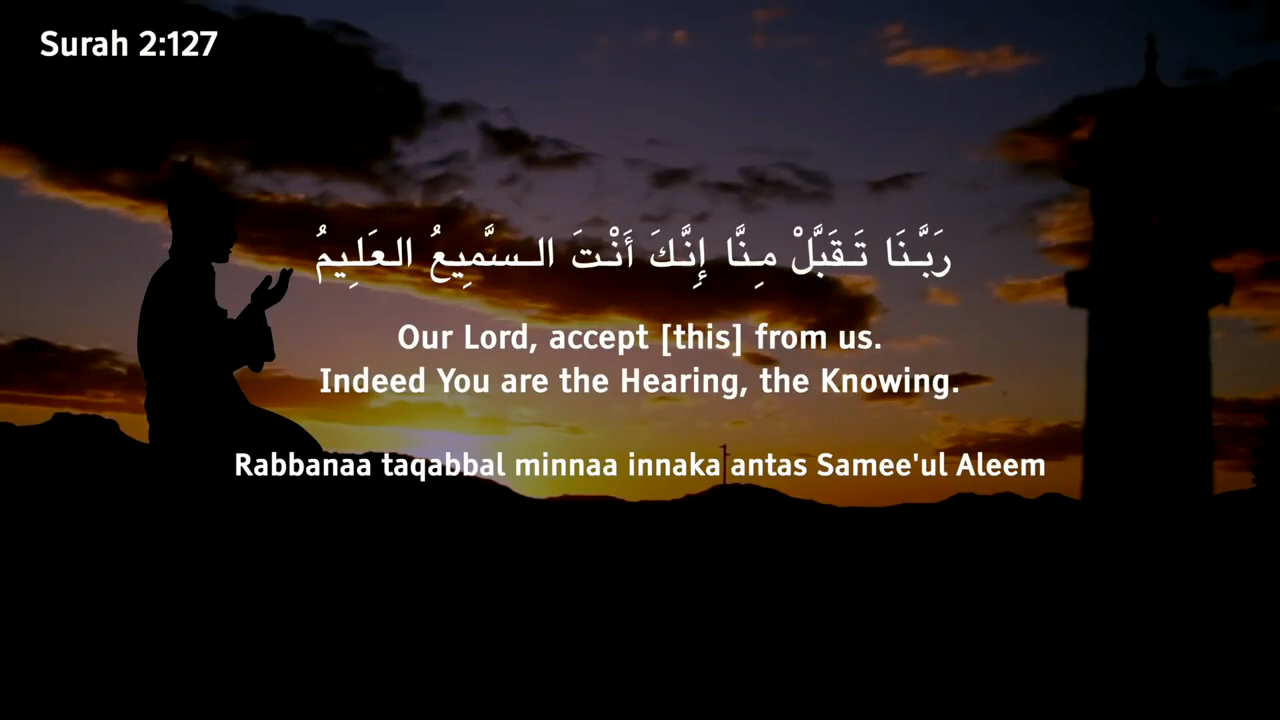 Surah 2:127
رَبَّنَا تَقَبَّلْ مِنَّا إِنَّكَ أَنْتَ السَّمِيعُ العَلِيمُ
Our Lord, accept [this] from us.
Indeed You are the Hearing, the Knowing.
Rabbanaa taqabbal minnaa innaka antas Samee'ul Aleem